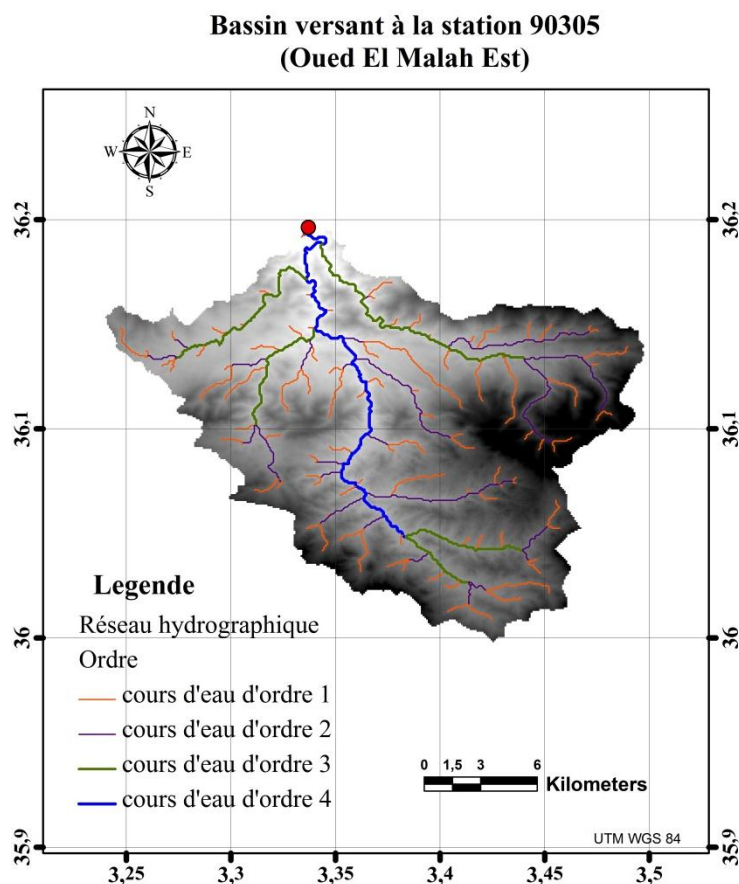 Bassin versant à la station 90305
(Oued El Malah Est)
N
W E
S
36,2
36,2
36,1
36,1
36
36
35,9
35,9
Legende
Réseau hydrographique
Ordre
cours d'eau d'ordre 1
cours d'eau d'ordre 2
cours d'eau d'ordre 3
cours d'eau d'ordre 4
0 1,5 3 6
Kilometers
UTM WGS 84
3,25 3,3 3,35 3,4 3,45 3,5